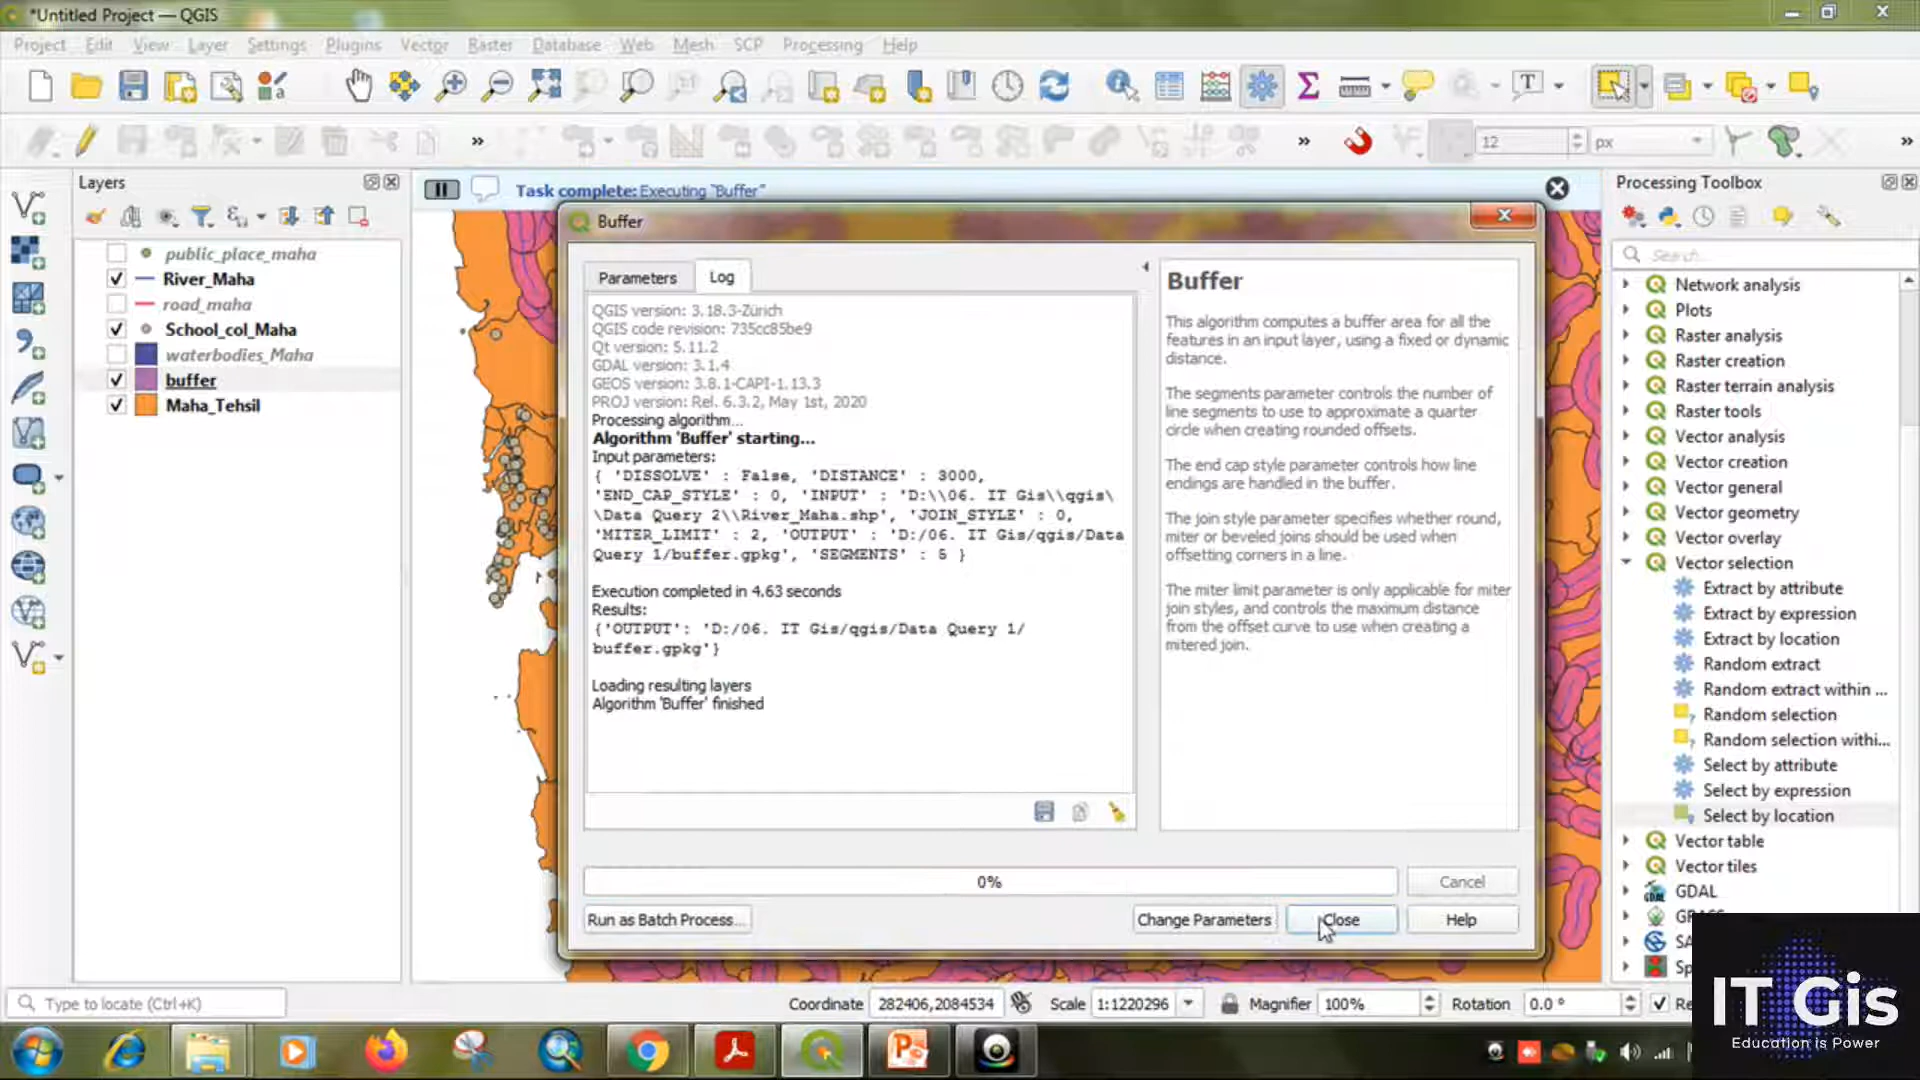 *Untitled Project — QGIS
Project Edit View Layer Settings Plugins Vector Raster Database Web Mesh SCP Processing Help
12 px
Layers
public_place_maha
River_Maha
road_maha
School_col_Maha
waterbodies_Maha
buffer
Maha_Tehsil
Task complete: Executing "Buffer"
Buffer
Parameters Log
QGIS version: 3.18.3-Zürich
QGIS code revision: 735cc85be9
Qt version: 5.11.2
GDAL version: 3.1.4
GEOS version: 3.8.1-CAPI-1.13.3
PROJ version: Rel. 6.3.2, May 1st, 2020
Processing algorithm…
Algorithm 'Buffer' starting…
Input parameters:
{ 'DISSOLVE' : False, 'DISTANCE' : 3000,
'END_CAP_STYLE' : 0, 'INPUT' : 'D:\\06. IT Gis\\qgis\
\Data Query 2\\River_Maha.shp', 'JOIN_STYLE' : 0,
'MITER_LIMIT' : 2, 'OUTPUT' : 'D:/06. IT Gis/qgis/Data
Query 1/buffer.gpkg', 'SEGMENTS' : 5 }
Execution completed in 4.63 seconds
Results:
{'OUTPUT': 'D:/06. IT Gis/qgis/Data Query 1/
buffer.gpkg'}
Loading resulting layers
Algorithm 'Buffer' finished
Buffer
This algorithm computes a buffer area for all the
features in an input layer, using a fixed or dynamic
distance.
The segments parameter controls the number of
line segments to use to approximate a quarter
circle when creating rounded offsets.
The end cap style parameter controls how line
endings are handled in the buffer.
The join style parameter specifies whether round,
miter or beveled joins should be used when
offsetting corners in a line.
The miter limit parameter is only applicable for miter
join styles, and controls the maximum distance
from the offset curve to use when creating a
mitered join.
0%
Cancel
Run as Batch Process…
Change Parameters
Close
Help
Processing Toolbox
Search…
Network analysis
Plots
Raster analysis
Raster creation
Raster terrain analysis
Raster tools
Vector analysis
Vector creation
Vector general
Vector geometry
Vector overlay
Vector selection
Extract by attribute
Extract by expression
Extract by location
Random extract
Random extract within ...
Random selection
Random selection withi...
Select by attribute
Select by expression
Select by location
Vector table
Vector tiles
GDAL
Type to locate (Ctrl+K)
Coordinate 282406,2084534 Scale 1:1220296 Magnifier 100% Rotation 0.0 °
IT Gis
Education is Power